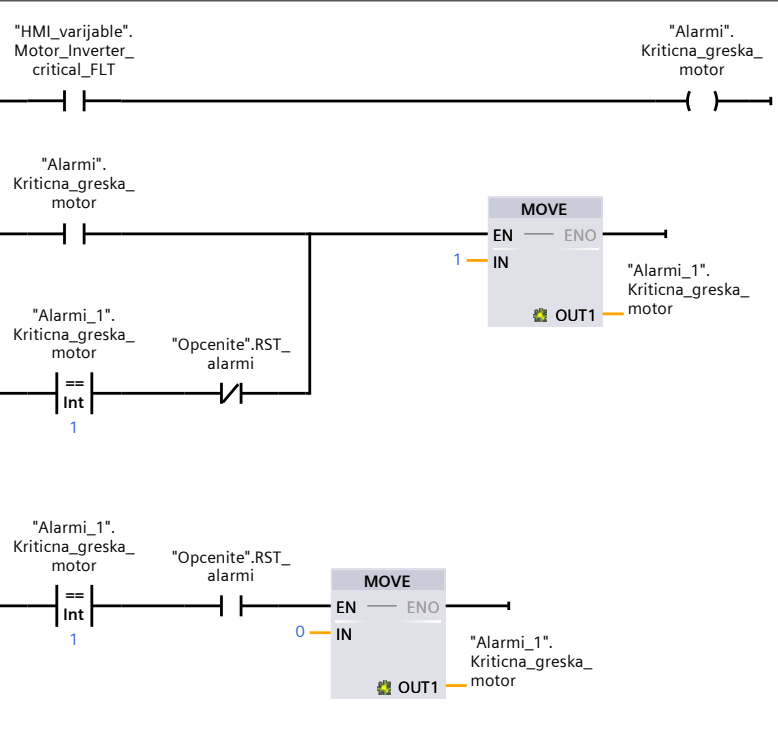 "HMI_varijable".
Motor_Inverter_
critical_FLT
"Alarmi".
Kriticna_greska_
motor
"Alarmi".
Kriticna_greska_
motor
MOVE
EN
ENO
1
IN
OUT1
"Alarmi_1".
Kriticna_greska_
motor
"Alarmi_1".
Kriticna_greska_
motor
==
Int
1
"Opcenite".RST_
alarmi
"Alarmi_1".
Kriticna_greska_
motor
==
Int
1
"Opcenite".RST_
alarmi
MOVE
EN
ENO
0
IN
OUT1
"Alarmi_1".
Kriticna_greska_
motor